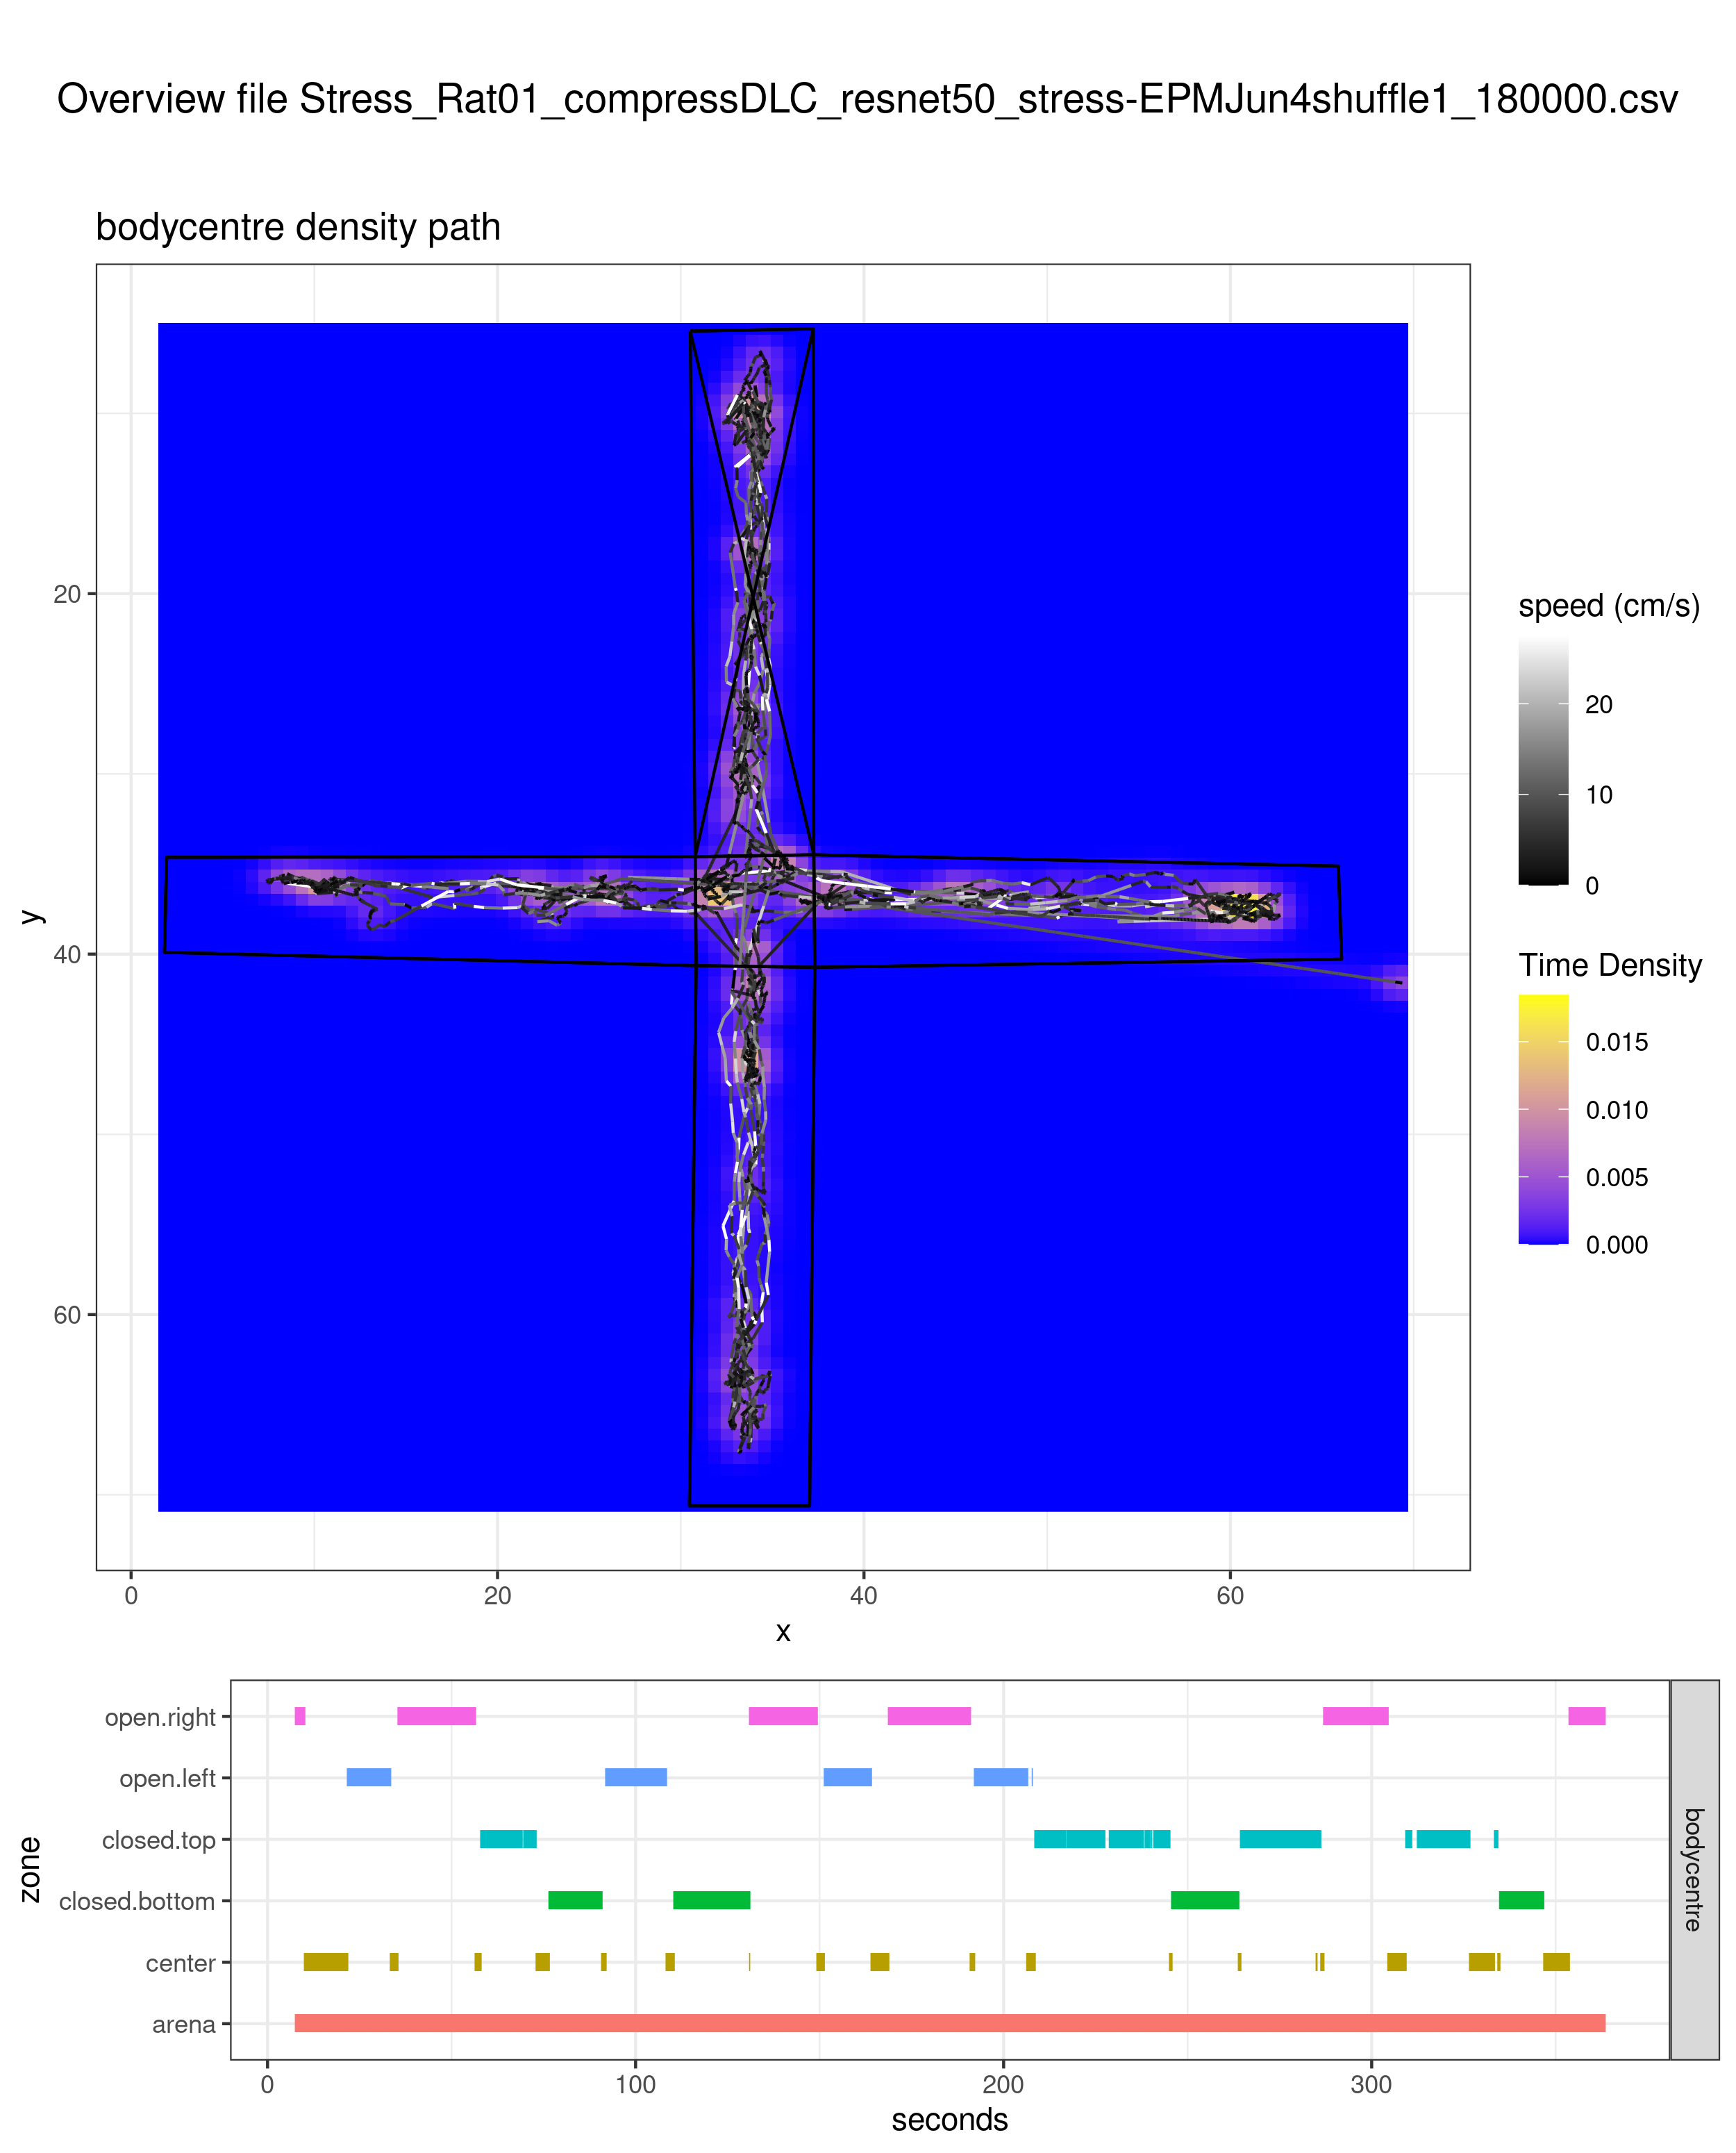 Overview file Stress_Rat01_compressDLC_resnet50_stress-EPMJun4shuffle1_180000.csv
bodycentre density path
y
20
40
60
0 20 40 60
x
speed (cm/s)
20
10
0
Time Density
0.015
0.010
0.005
0.000
zone
open.right
open.left
closed.top
closed.bottom
center
arena
bodycentre
0 100 200 300
seconds